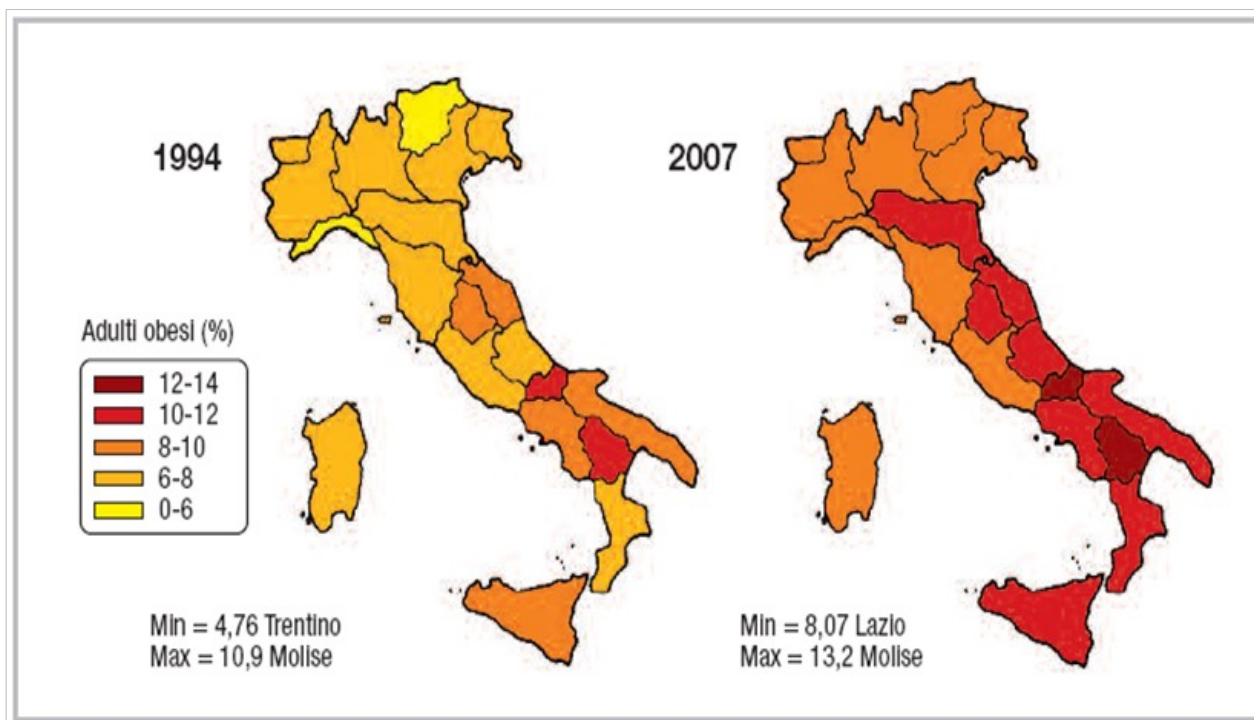 1994
2007
Adulti obesi (%)
12-14
10-12
8-10
6-8
0-6
Min = 4,76 Trentino
Max = 10,9 Molise
Min = 8,07 Lazio
Max = 13,2 Molise